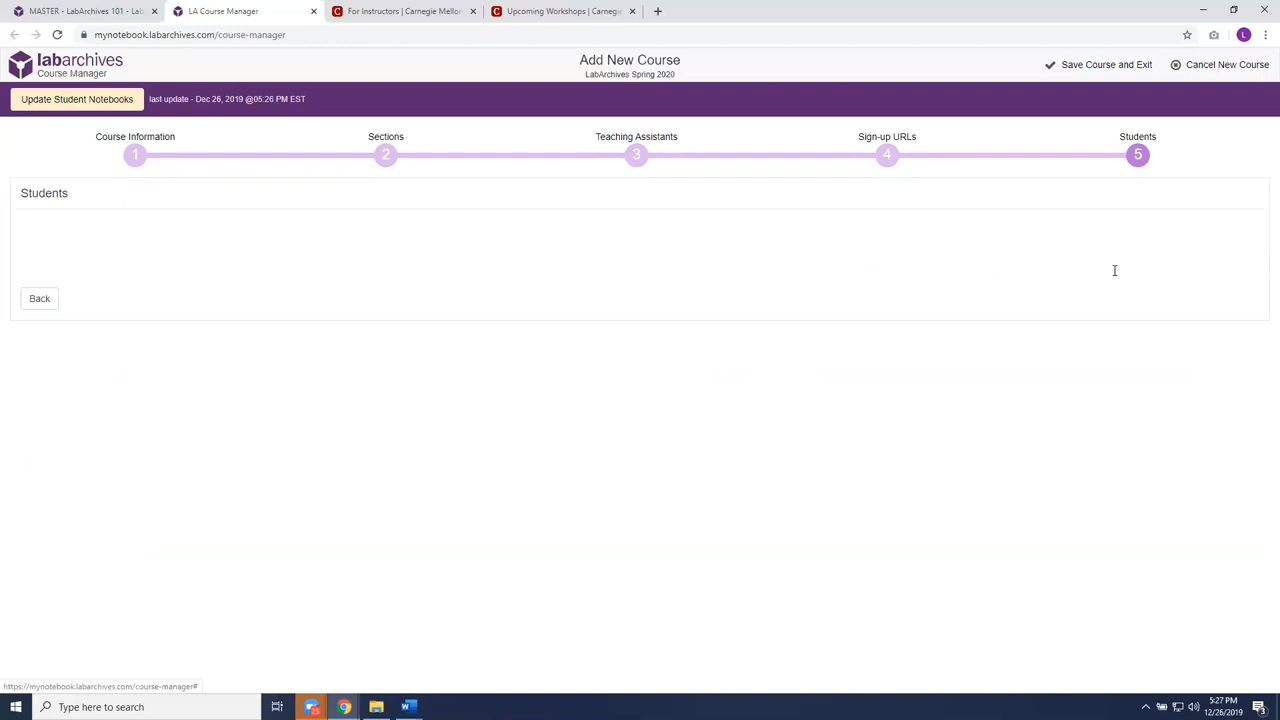 MASTER - LabArchives 101 - Lab
LA Course Manager
For Instructors | Carnegie Mellon
Upcoming Workshops | Carnegie
mynotebook.labarchives.com/course-manager
L
labarchives
Course Manager
Add New Course
LabArchives Spring 2020
Save Course and Exit
Cancel New Course
Update Student Notebooks
last update - Dec 26, 2019 @05:26 PM EST
Course Information
Sections
Teaching Assistants
Sign-up URLs
Students
1
2
3
4
5
Students
Back
https://mynotebook.labarchives.com/course-manager#
Type here to search
5:27 PM
12/26/2019
3